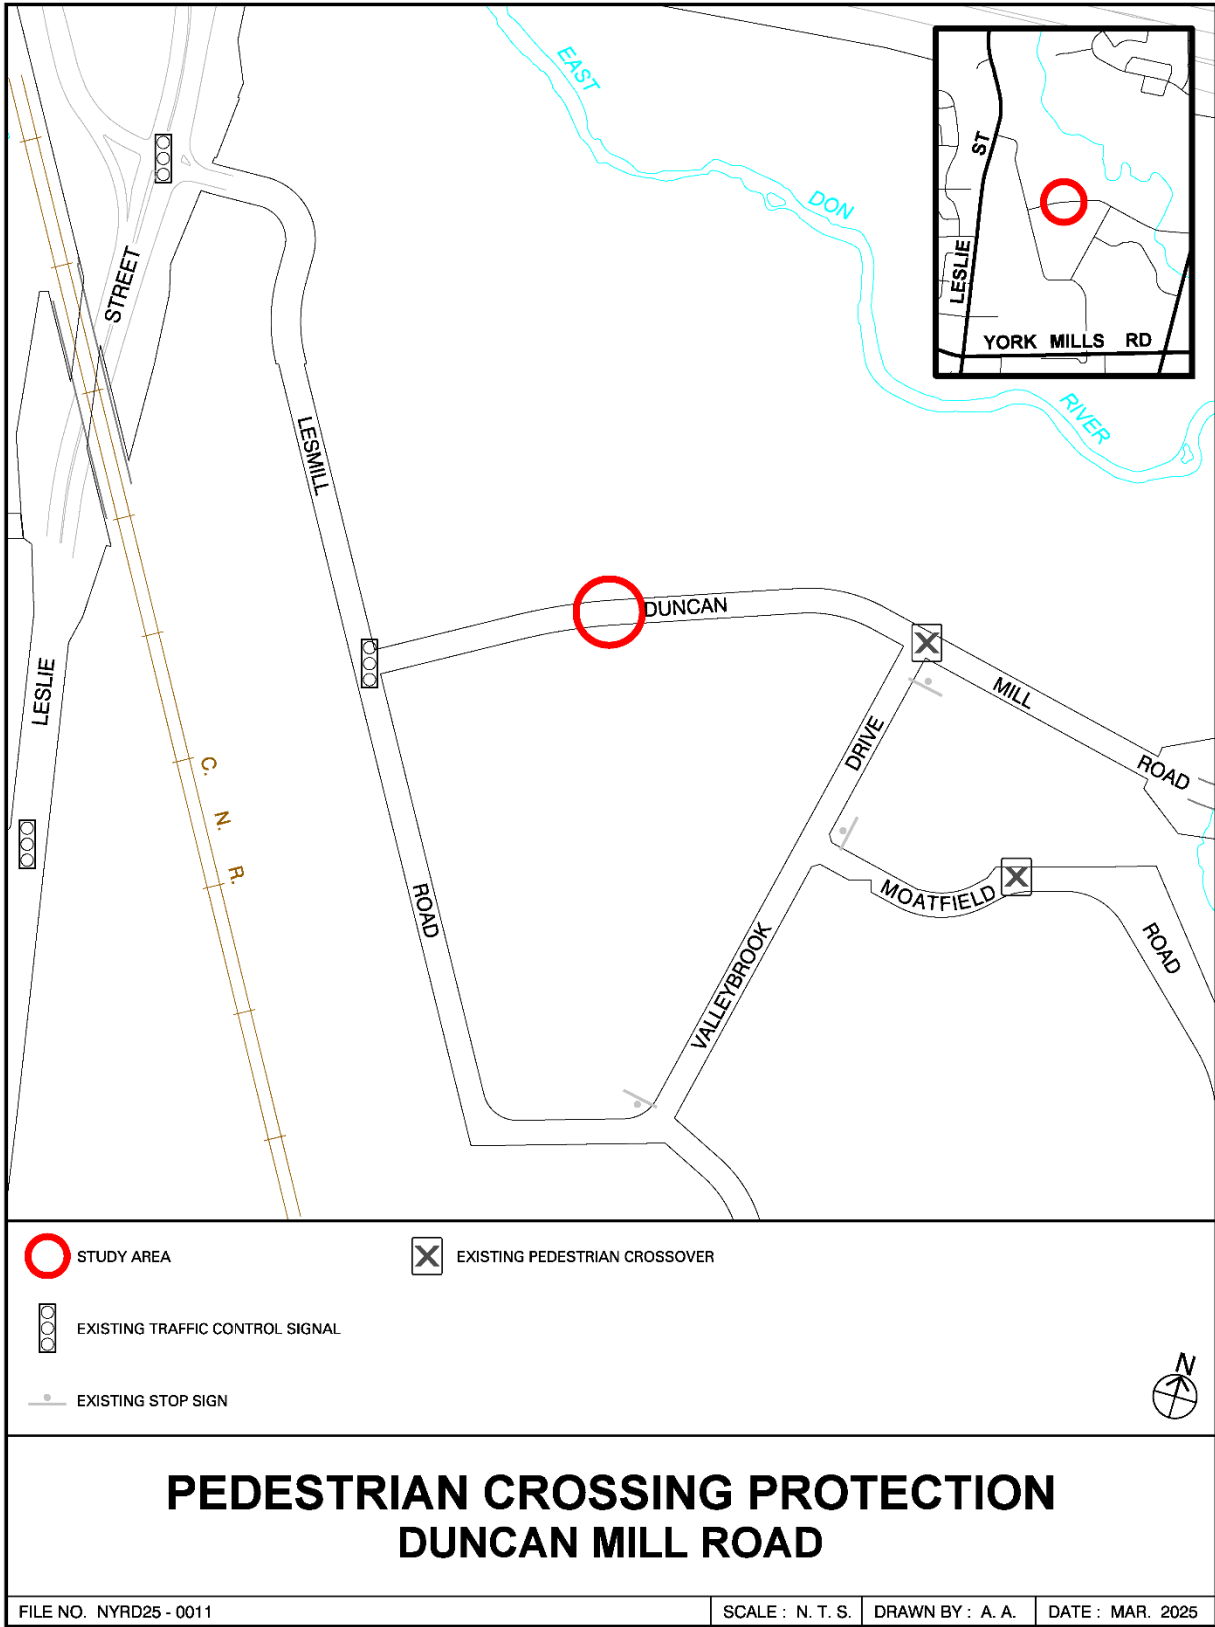 EAST
DON
RIVER
LESLIE ST
YORK MILLS RD
STREET
LESMILL
DUNCAN
MILL
ROAD
LESLIE
DRIVE
C. N. R.
ROAD
MOATFIELD
ROAD
VALLEYBROOK
STUDY AREA
EXISTING PEDESTRIAN CROSSOVER
EXISTING TRAFFIC CONTROL SIGNAL
EXISTING STOP SIGN
N
PEDESTRIAN CROSSING PROTECTION
DUNCAN MILL ROAD
FILE NO. NYRD25 - 0011
SCALE : N. T. S.
DRAWN BY : A. A.
DATE : MAR. 2025